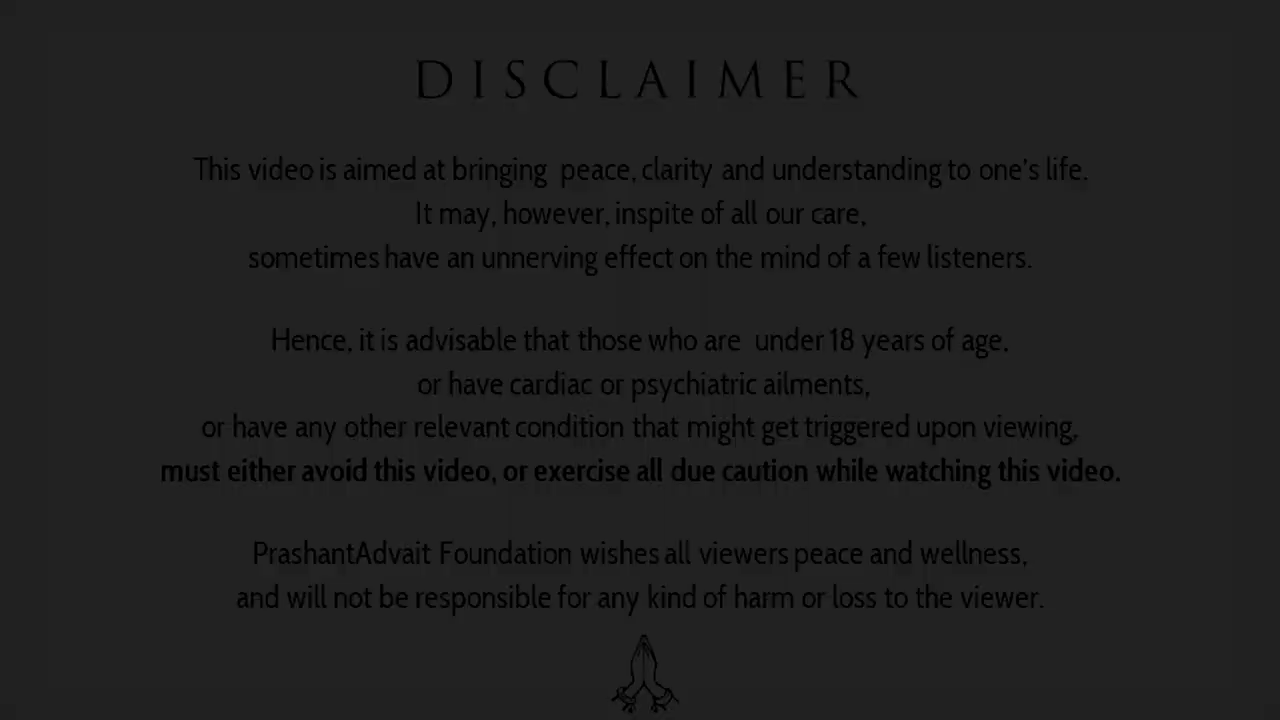 DISCLAIMER
This video is aimed at bringing peace, clarity and understanding to one's life.
It may, however, inspite of all our care,
sometimes have an unnerving effect on the mind of a few listeners.
Hence, it is advisable that those who are under 18 years of age,
or have cardiac or psychiatric ailments,
or have any other relevant condition that might get triggered upon viewing,
must either avoid this video, or exercise all due caution while watching this video.
PrashantAdvait Foundation wishes all viewers peace and wellness,
and will not be responsible for any kind of harm or loss to the viewer.